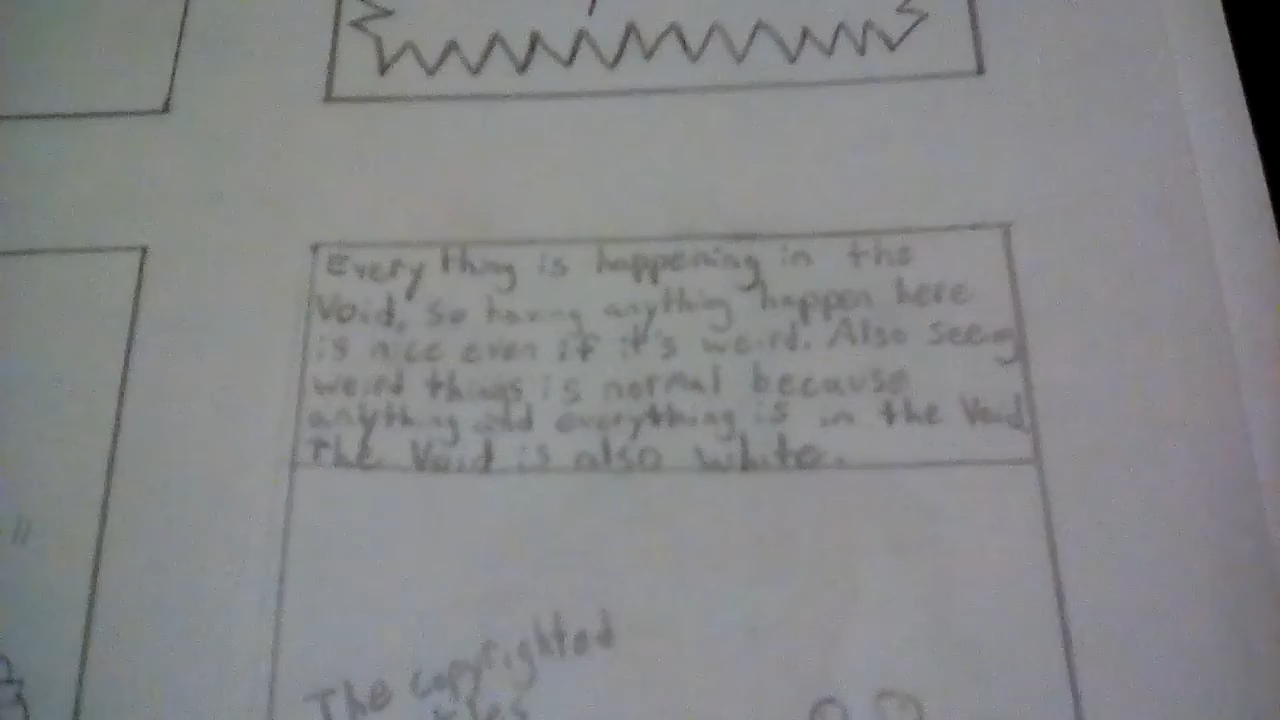 Every thing is happening in the
Void, so having anything happen here
is nice even if it's weird. Also seeing
weird things is normal because
anything and everything is in the Void
The Void is also white.
The copyrighted